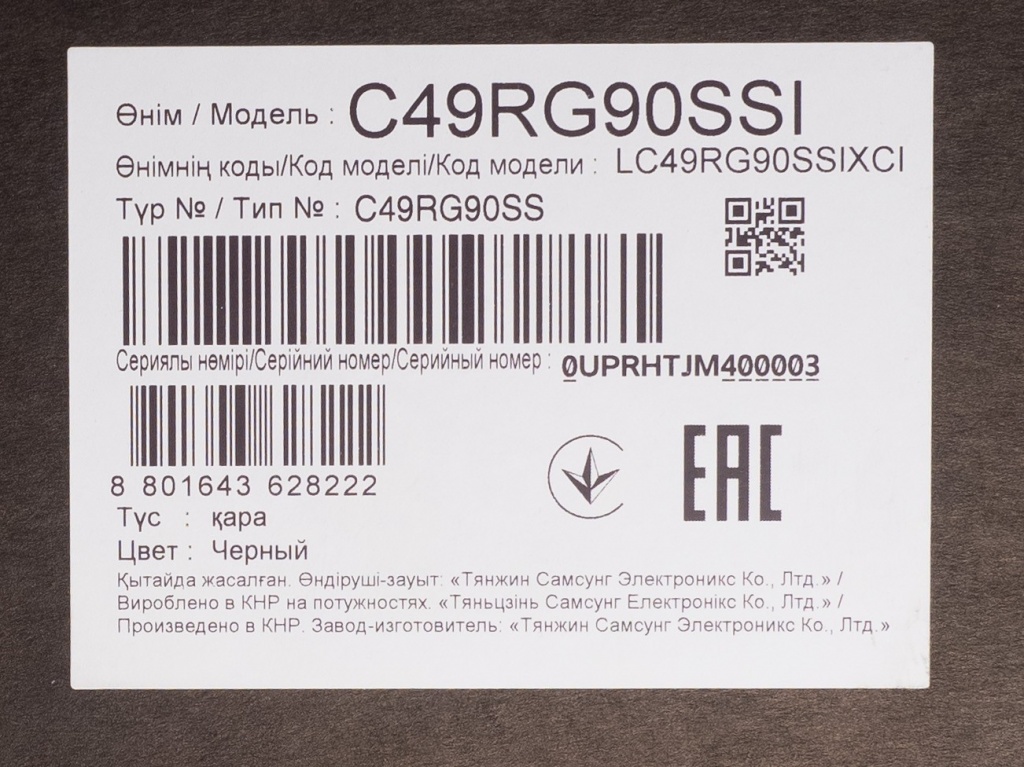 Өнім / Модель : C49RG90SSI
Өнімнің коды/Код моделі/Код модели : LC49RG90SSIXCI
Түр № / Тип № : C49RG90SS
Сериялы нөмірі/Серійний номер/Серийный номер : 0UPRHTJM400003
8 801643 628222
EAC
Түс : қара
Цвет : Черный
Қытайда жасалған. Өндіруші-зауыт: «Тянжин Самсунг Электроникс Ко., Лтд.» /
Вироблено в КНР на потужностях. «Тяньцзінь Самсунг Електронікс Ко., Лтд.» /
Произведено в КНР. Завод-изготовитель: «Тянжин Самсунг Электроникс Ко., Лтд.»